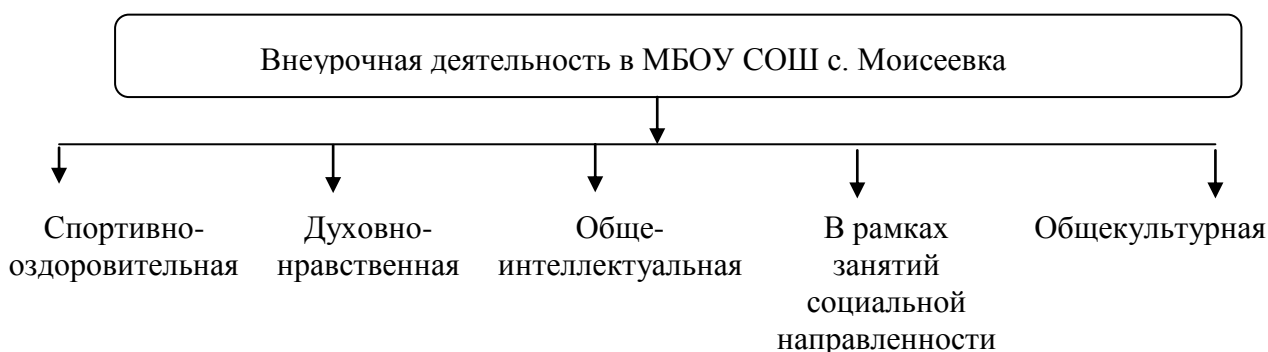 Внеурочная деятельность в МБОУ СОШ с. Моисеевка
Спортивно-
оздоровительная
Духовно-
нравственная
Обще-
интеллектуальная
В рамках
занятий
социальной
направленности
Общекультурная